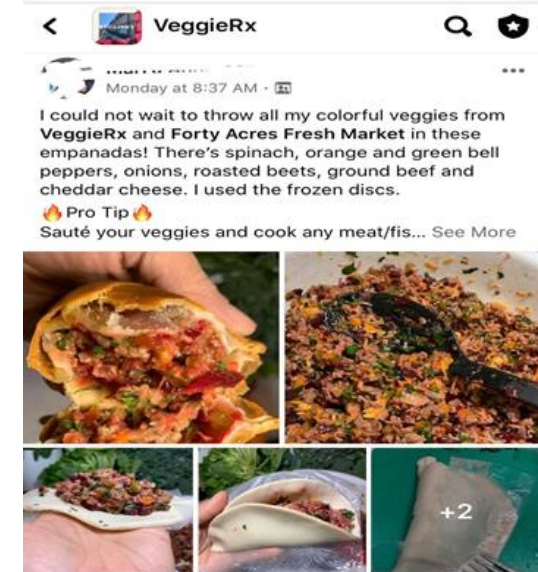 VeggieRx
Monday at 8:37 AM ·
I could not wait to throw all my colorful veggies from
VeggieRx and Forty Acres Fresh Market in these
empanadas! There's spinach, orange and green bell
peppers, onions, roasted beets, ground beef and
cheddar cheese. I used the frozen discs.
🔥Pro Tip🔥
Sauté your veggies and cook any meat/fis... See More
+2